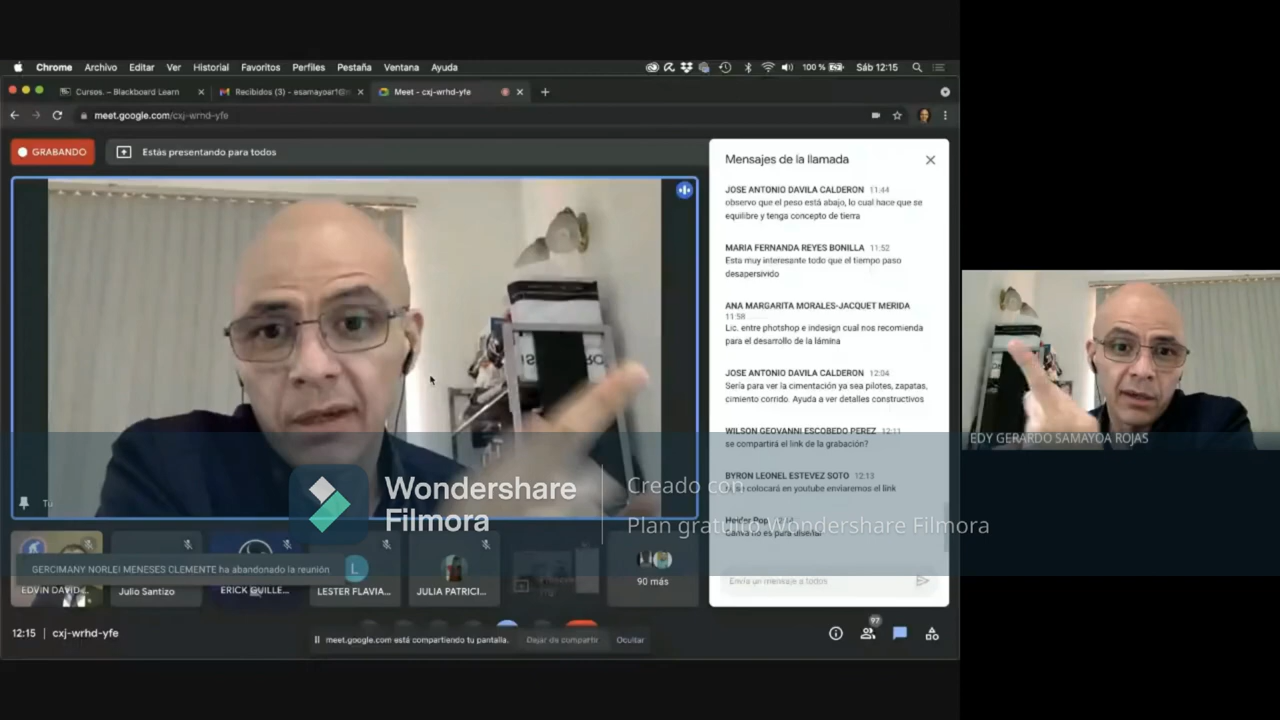 Chrome Archivo Editar Ver Historial Favoritos Perfiles Pestaña Ventana Ayuda 100 % Sáb 12:15
Cursos. – Blackboard Learn
Recibidos (3) - esamayoar1@
Meet - cxj-wrhd-yfe
meet.google.com/cxj-wrhd-yfe
GRABANDO
Estás presentando para todos
Tú
Mensajes de la llamada
JOSE ANTONIO DAVILA CALDERON 11:44
observo que el peso está abajo, lo cual hace que se
equilibre y tenga concepto de tierra
MARIA FERNANDA REYES BONILLA 11:52
Esta muy interesante todo que el tiempo paso
desapersivido
ANA MARGARITA MORALES-JACQUET MERIDA
11:58
Lic. entre photshop e indesign cual nos recomienda
para el desarrollo de la lámina
JOSE ANTONIO DAVILA CALDERON 12:04
Sería para ver la cimentación ya sea pilotes, zapatas,
cimiento corrido. Ayuda a ver detalles constructivos
WILSON GEOVANNI ESCOBEDO PEREZ 12:11
se compartirá el link de la grabación?
BYRON LEONEL ESTEVEZ SOTO 12:13
colocará en youtube enviaremos el link
Heider Pop
Canva no es para diseñar
Envía un mensaje a todos
EDY GERARDO SAMAYOA ROJAS
Wondershare
Filmora
Creado con
Plan gratuito Wondershare Filmora
GERCIMANY NORLEI MENESES CLEMENTE ha abandonado la reunión
L
EDVIN DAVID...
Julio Santizo
ERICK GUILLE...
LESTER FLAVIA...
JULIA PATRICI...
90 más
12:15 | cxj-wrhd-yfe
meet.google.com está compartiendo tu pantalla.
Dejar de compartir
Ocultar
97